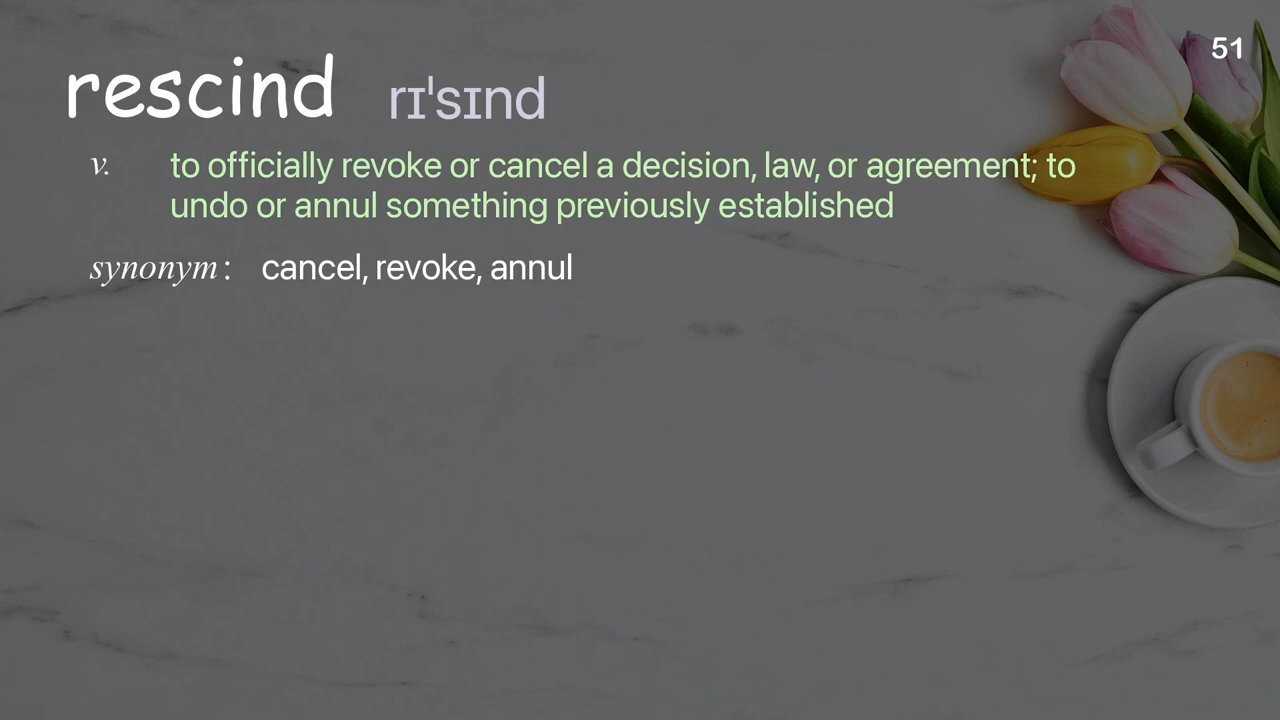 51
rescind rɪˈsɪnd
v. to officially revoke or cancel a decision, law, or agreement; to
undo or annul something previously established
synonym: cancel, revoke, annul